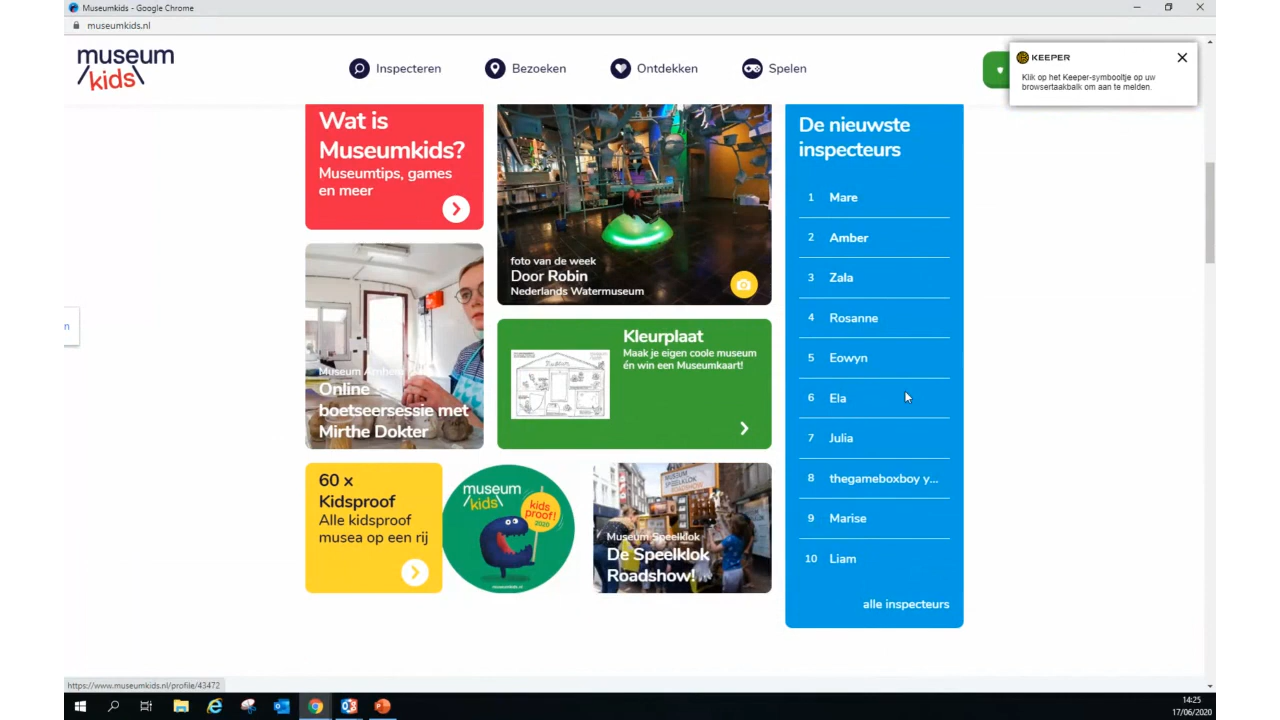 Museumkids - Google Chrome
museumkids.nl
museum
/kids\
Inspecteren
Bezoeken
Ontdekken
Spelen
KEEPER
Klik op het Keeper-symbooltje op uw
browsertaakbalk om aan te melden.
Wat is
Museumkids?
Museumtips, games
en meer
foto van de week
Door Robin
Nederlands Watermuseum
De nieuwste
inspecteurs
1 Mare
2 Amber
3 Zala
4 Rosanne
5 Eowyn
6 Ela
7 Julia
8 thegameboxboy y...
9 Marise
10 Liam
alle inspecteurs
n
Museum Arnhem
Online
boetseersessie met
Mirthe Dokter
Kleurplaat
Maak je eigen coole museum
én win een Museumkaart!
60 x
Kidsproof
Alle kidsproof
musea op een rij
museum
/kids\
kids
proof!
2020
museumkids.nl
Museum Speelklok
De Speelklok
Roadshow!
https://www.museumkids.nl/profile/43472
14:25
17/06/2020